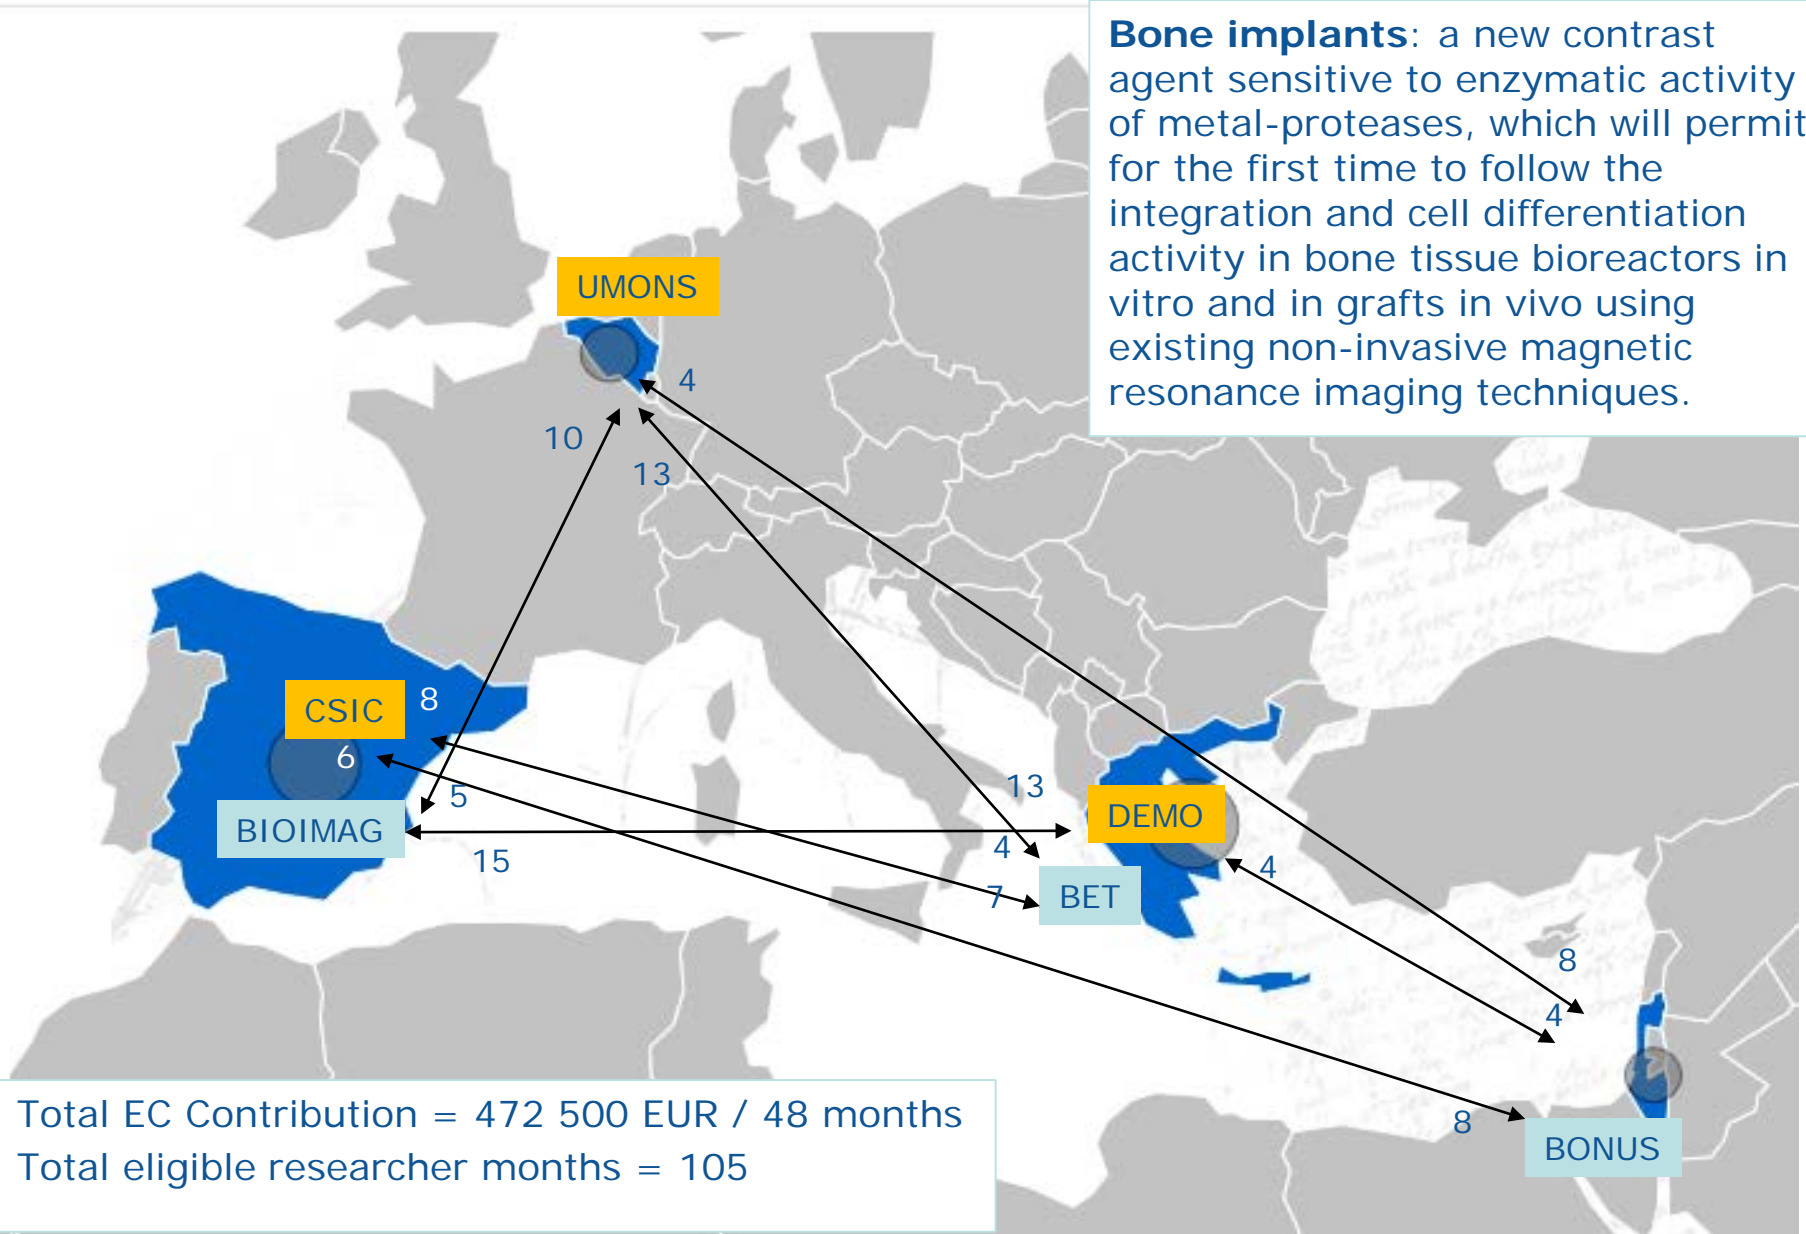 Bone implants: a new contrast
agent sensitive to enzymatic activity
of metal-proteases, which will permit
for the first time to follow the
integration and cell differentiation
activity in bone tissue bioreactors in
vitro and in grafts in vivo using
existing non-invasive magnetic
resonance imaging techniques.
UMONS
4
10
13
CSIC
8
6
5
BIOIMAG
15
13
DEMO
4
4
7
BET
8
4
8
BONUS
Total EC Contribution = 472 500 EUR / 48 months
Total eligible researcher months = 105